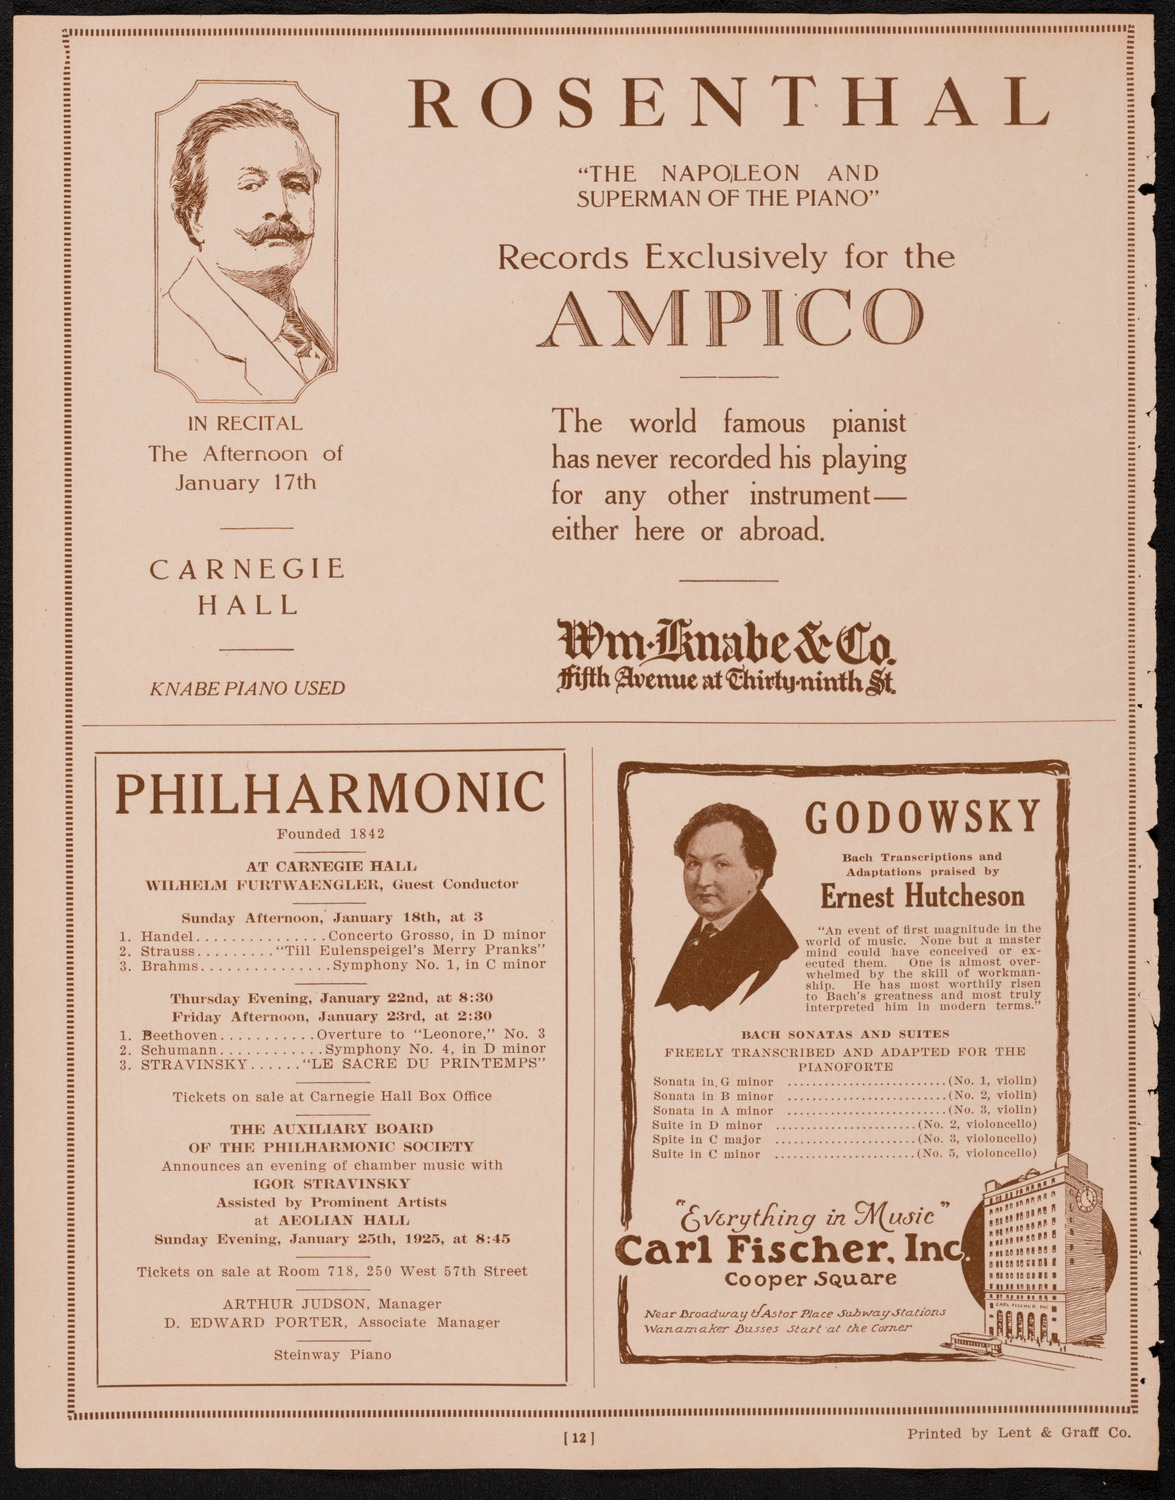 ROSENTHAL
“THE NAPOLEON AND
SUPERMAN OF THE PIANO”
Records Exclusively for the
AMPICO
The world famous pianist
has never recorded his playing
for any other instrument—
either here or abroad.
Wm. Knabe & Co.
Fifth Avenue at Thirty-ninth St.
IN RECITAL
The Afternoon of
January 17th
CARNEGIE
HALL
KNABE PIANO USED
PHILHARMONIC
Founded 1842
AT CARNEGIE HALL
WILHELM FURTWAENGLER, Guest Conductor
Sunday Afternoon, January 18th, at 3
1. Handel...............Concerto Grosso, in D minor
2. Strauss.........“Till Eulenspeigel’s Merry Pranks”
3. Brahms...............Symphony No. 1, in C minor
Thursday Evening, January 22nd, at 8:30
Friday Afternoon, January 23rd, at 2:30
1. Beethoven...........Overture to “Leonore,” No. 3
2. Schumann............Symphony No. 4, in D minor
3. STRAVINSKY......“LE SACRE DU PRINTEMPS”
Tickets on sale at Carnegie Hall Box Office
THE AUXILIARY BOARD
OF THE PHILHARMONIC SOCIETY
Announces an evening of chamber music with
IGOR STRAVINSKY
Assisted by Prominent Artists
at AEOLIAN HALL
Sunday Evening, January 25th, 1925, at 8:45
Tickets on sale at Room 718, 250 West 57th Street
ARTHUR JUDSON, Manager
D. EDWARD PORTER, Associate Manager
Steinway Piano
GODOWSKY
Bach Transcriptions and
Adaptations praised by
Ernest Hutcheson
“An event of first magnitude in the
world of music. None but a master
mind could have conceived or ex-
ecuted them. One is almost over-
whelmed by the skill of workman-
ship. He has most worthily risen
to Bach’s greatness and most truly
interpreted him in modern terms.”
BACH SONATAS AND SUITES
FREELY TRANSCRIBED AND ADAPTED FOR THE
PIANOFORTE
Sonata in G minor ..........................(No. 1, violin)
Sonata in B minor ..........................(No. 2, violin)
Sonata in A minor ..........................(No. 3, violin)
Suite in D minor .......................(No. 2, violoncello)
Spite in C major .......................(No. 3, violoncello)
Suite in C minor .......................(No. 5, violoncello)
“Everything in Music”
Carl Fischer, Inc.
Cooper Square
CARL FISCHER INC
Near Broadway & Astor Place Subway Stations
Wanamaker Busses Start at the Corner
[ 12 ]
Printed by Lent & Graff Co.